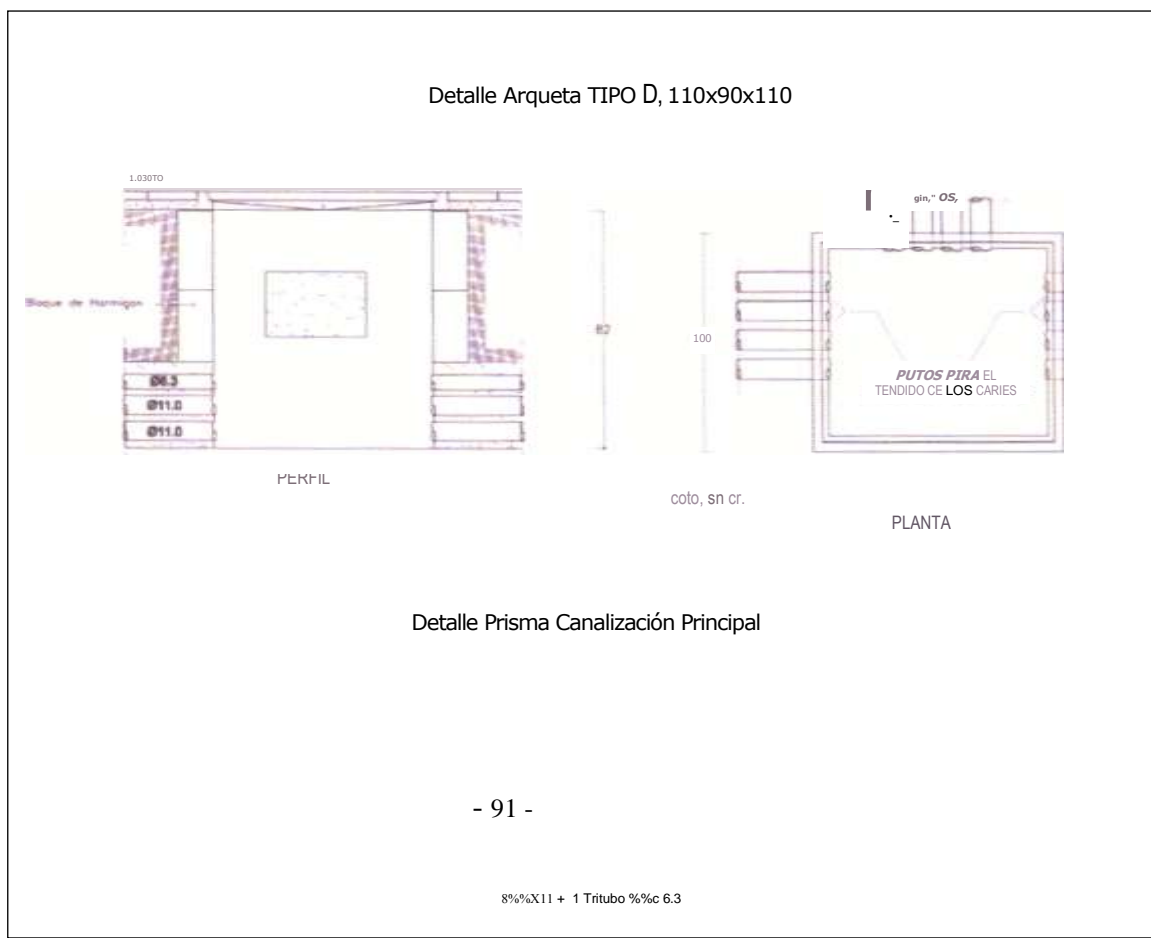 Detalle Arqueta TIPO D, 110x90x110
1.030TO
gin," OS,
Bloque de Hormigon
Ø6.3
Ø11.0
Ø11.0
82
100
PUTOS PIRA EL
TENDIDO CE LOS CARIES
PERFIL
coto, sn cr.
PLANTA
Detalle Prisma Canalización Principal
- 91 -
8%%X11 + 1 Tritubo %%c 6.3